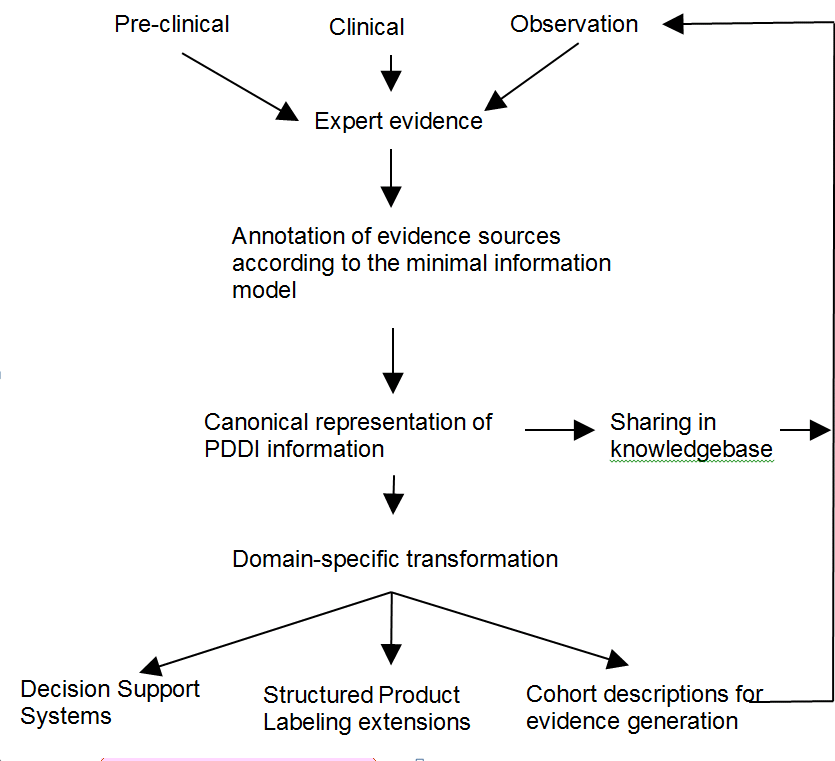 Pre-clinical
Clinical
Observation
Expert evidence
Annotation of evidence sources
according to the minimal information
model
Canonical representation of
PDDI information
Sharing in
knowledgebase
Domain-specific transformation
Decision Support
Systems
Structured Product
Labeling extensions
Cohort descriptions for
evidence generation